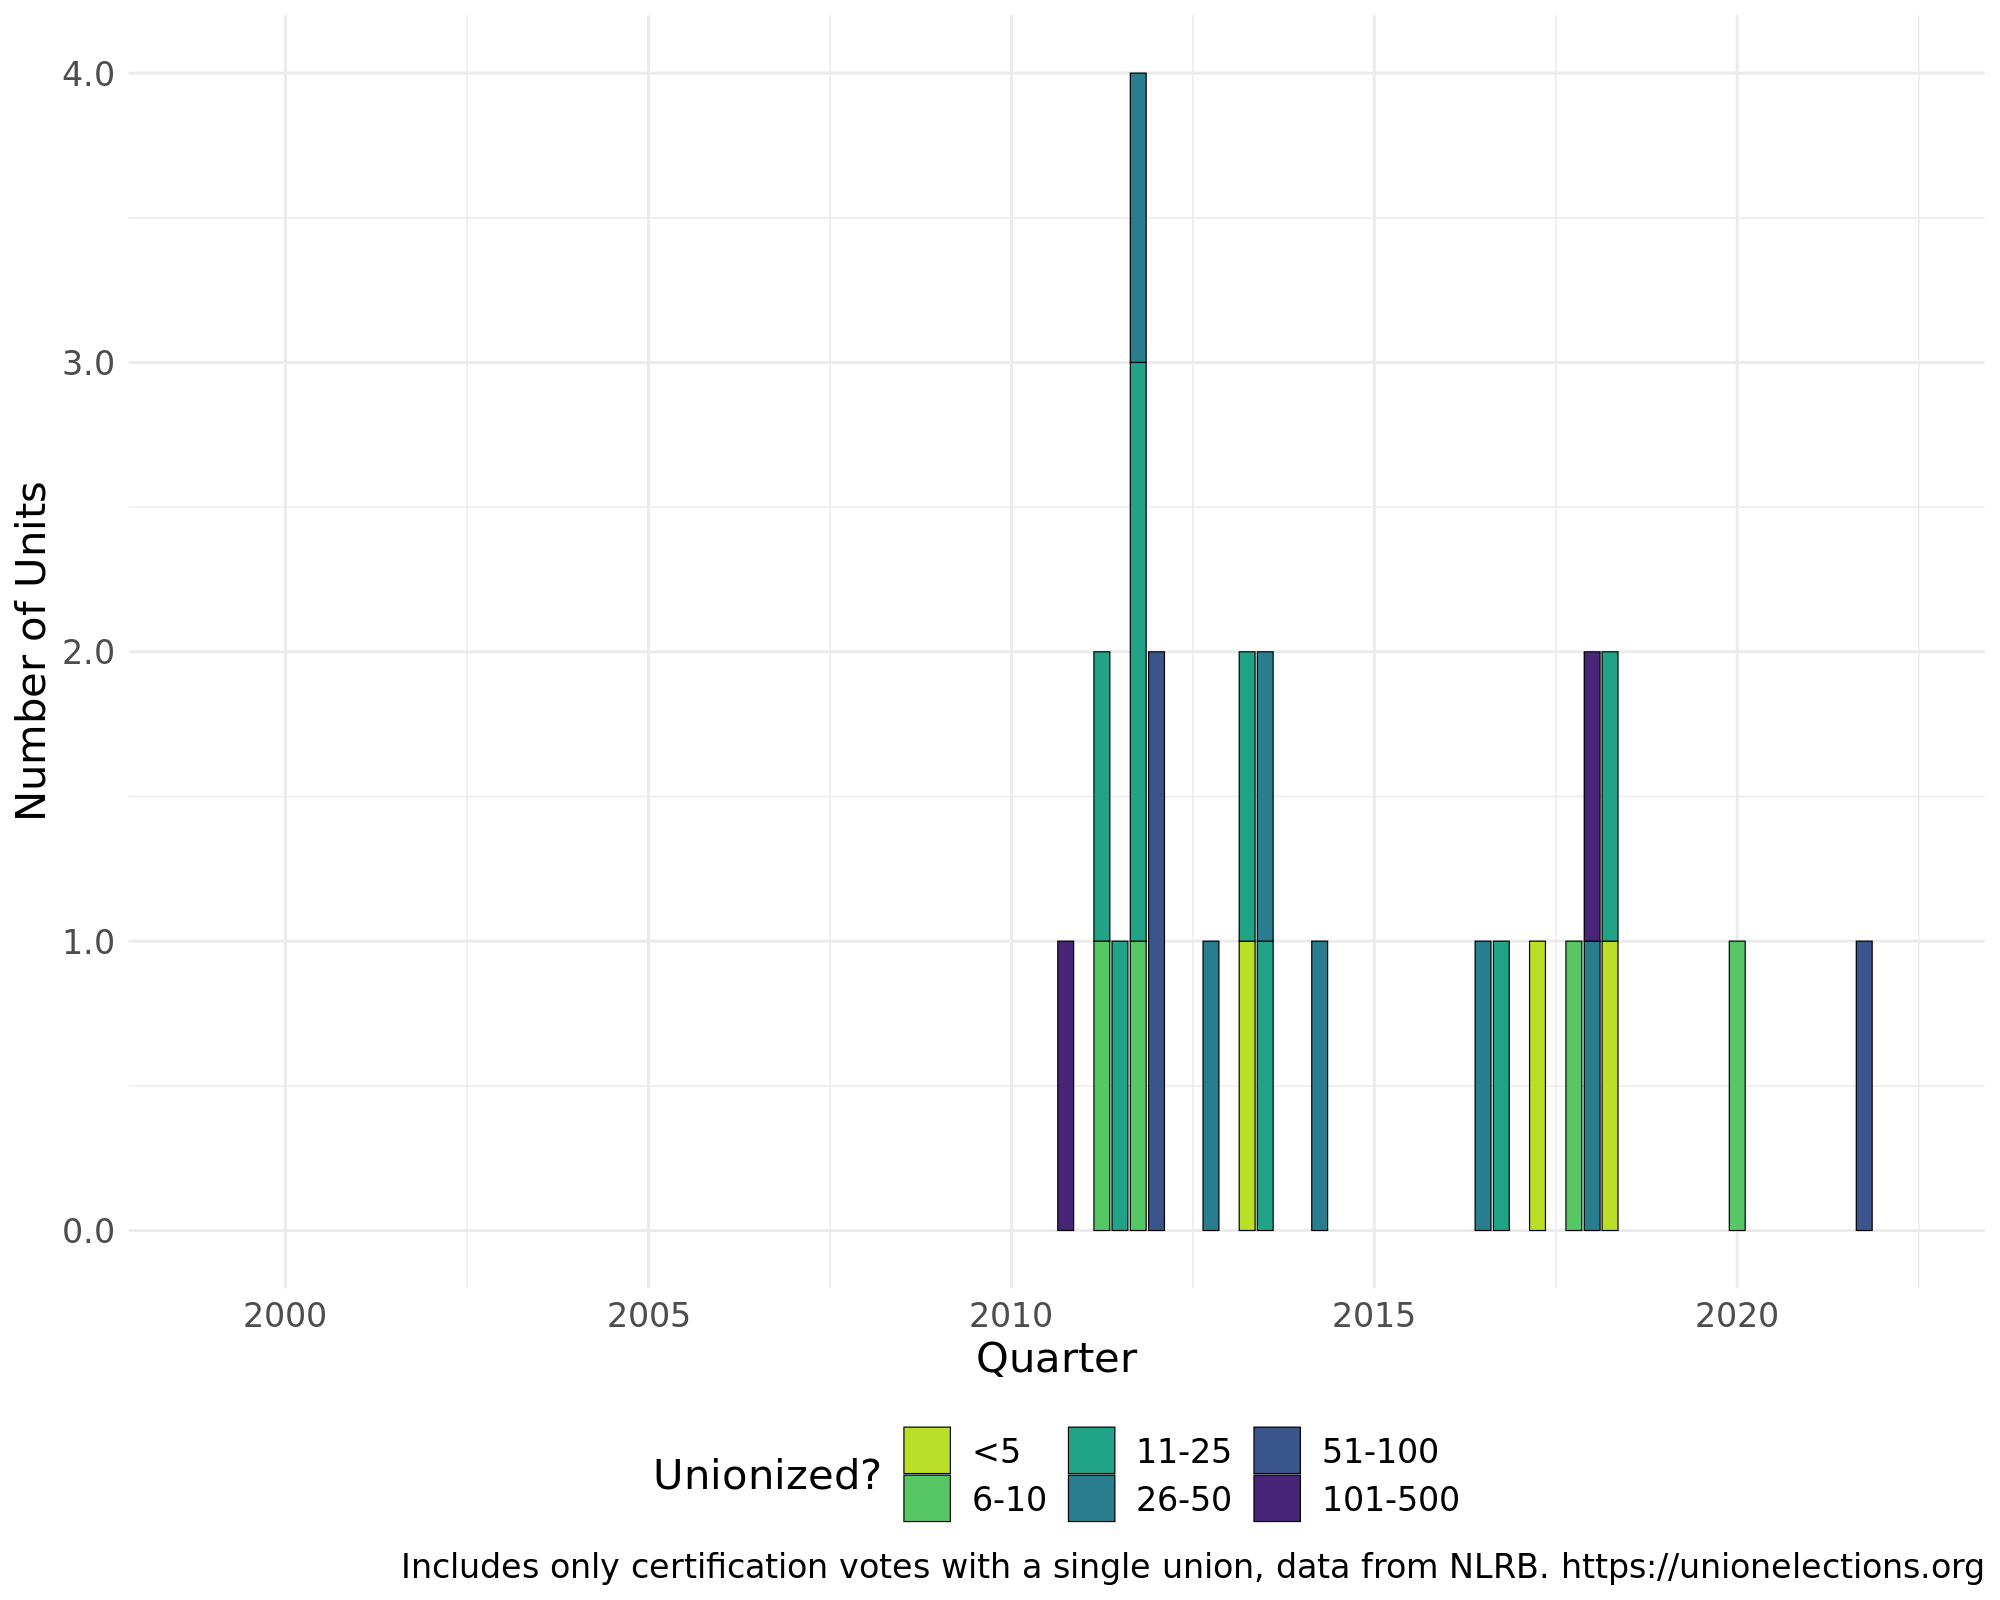 4.0
3.0
2.0
1.0
0.0
Number of Units
2000 2005 2010 2015 2020
Quarter
Unionized?
<5 11-25 51-100
6-10 26-50 101-500
Includes only certification votes with a single union, data from NLRB. https://unionelections.org